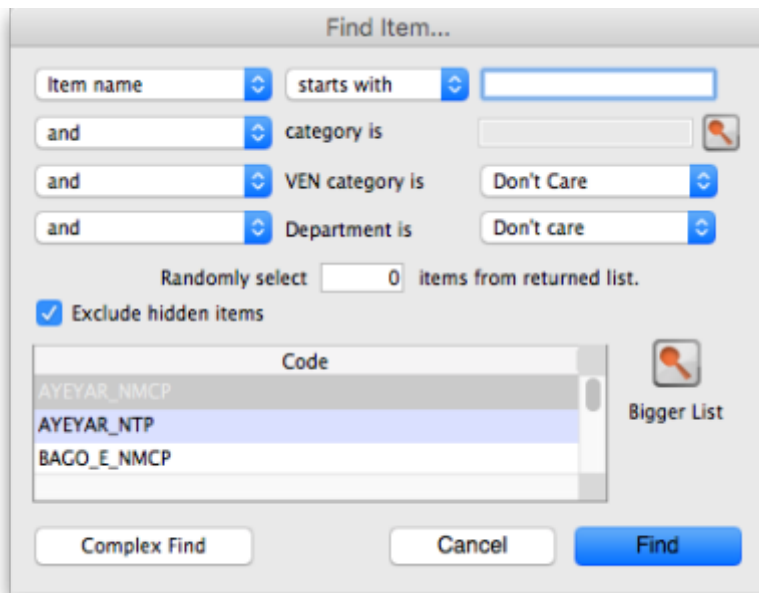 Find Item...
Item name starts with
and category is
and VEN category is Don't Care
and Department is Don't care
Randomly select 0 items from returned list.
Exclude hidden items
Code
AYEYAR_NMCP
AYEYAR_NTP
BAGO_E_NMCP
Bigger List
Complex Find Cancel Find